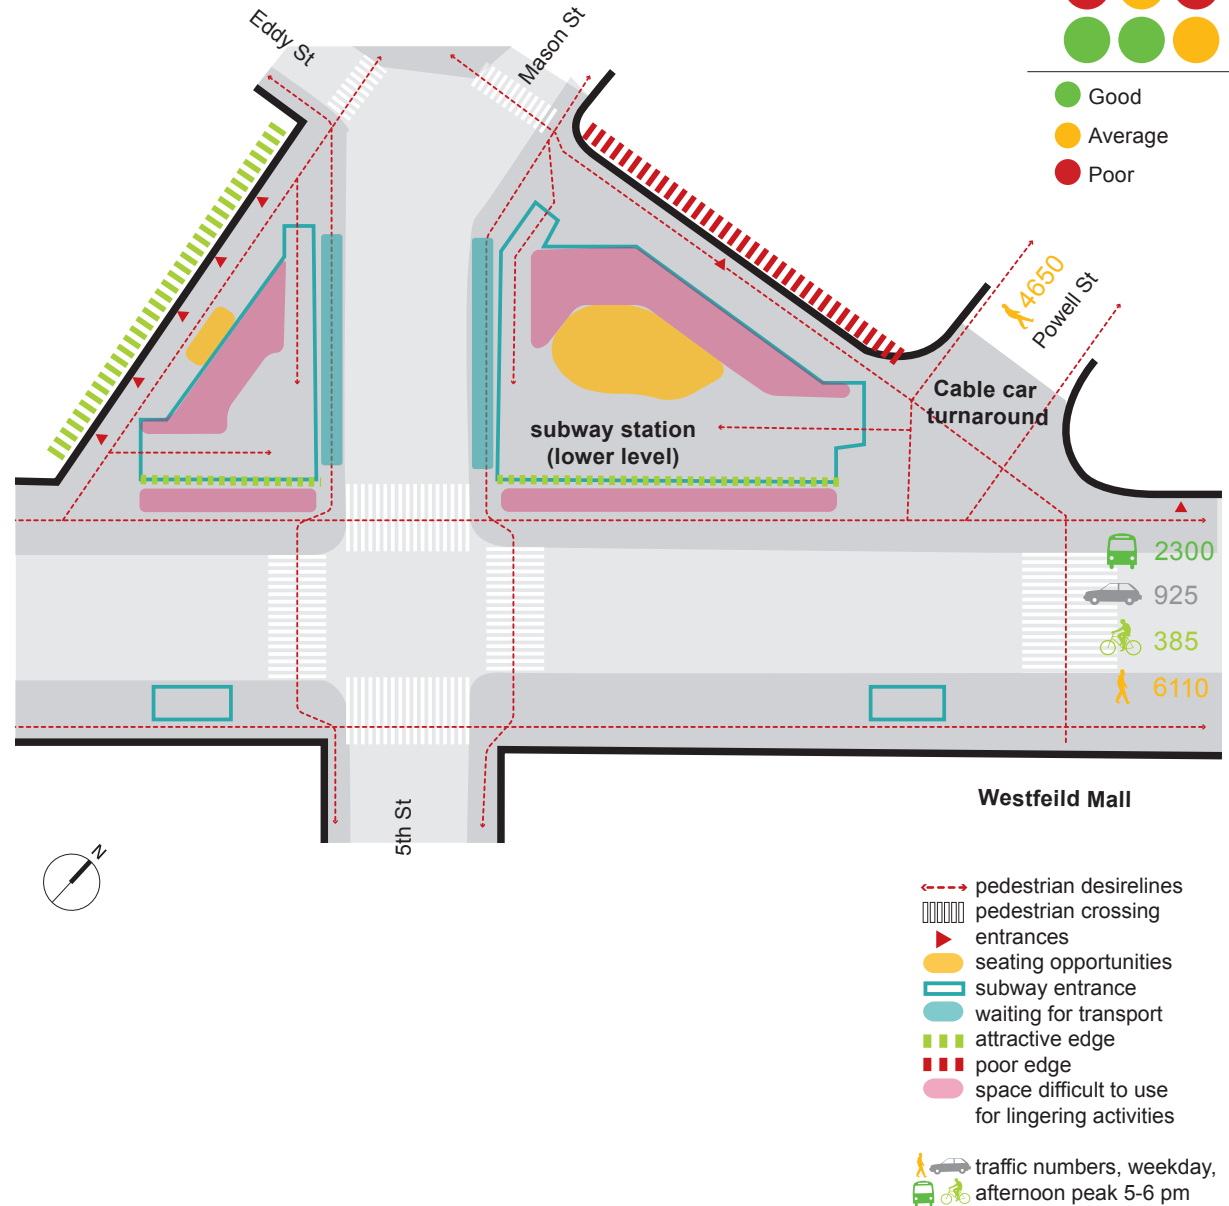 Eddy St
Mason St
Good
Average
Poor
4650
Powell St
Cable car
turnaround
subway station
(lower level)
2300
925
385
6110
5th St
Westfeild Mall
N
pedestrian desirelines
pedestrian crossing
entrances
seating opportunities
subway entrance
waiting for transport
attractive edge
poor edge
space difficult to use
for lingering activities
traffic numbers, weekday,
afternoon peak 5-6 pm